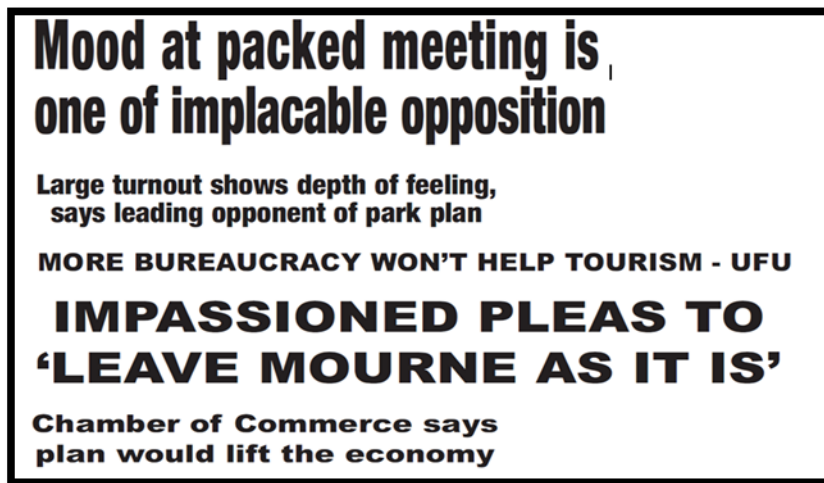 Mood at packed meeting is
one of implacable opposition
Large turnout shows depth of feeling,
says leading opponent of park plan
MORE BUREAUCRACY WON'T HELP TOURISM - UFU
IMPASSIONED PLEAS TO
‘LEAVE MOURNE AS IT IS’
Chamber of Commerce says
plan would lift the economy